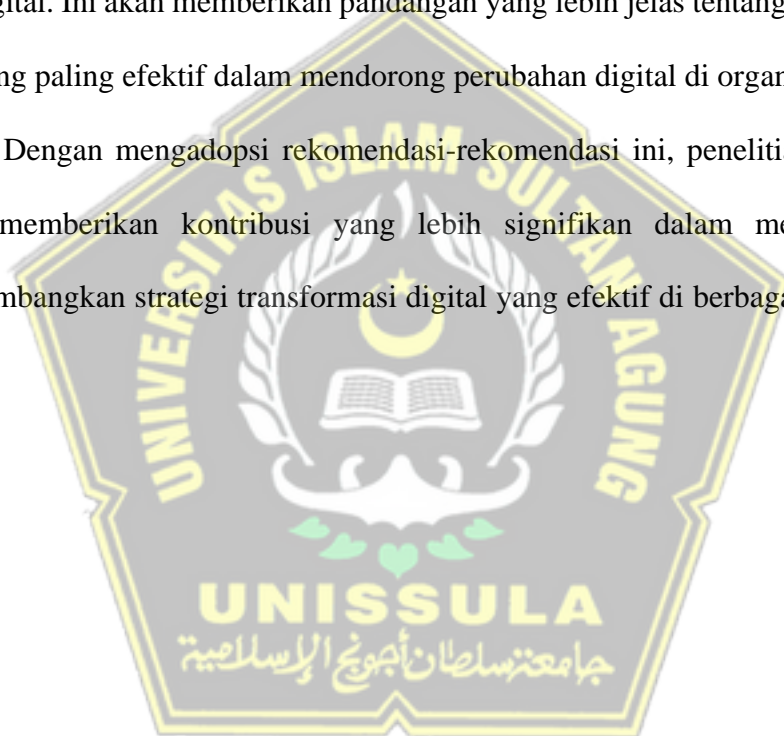 gital. Ini akan memberikan pandangan yang lebih jelas tentang
ng paling efektif dalam mendorong perubahan digital di organ
Dengan mengadopsi rekomendasi-rekomendasi ini, peneliti
memberikan kontribusi yang lebih signifikan dalam me
mbangkan strategi transformasi digital yang efektif di berbaga
UNIVERSITAS ISLAM SULTAN AGUNG
UNISSULA
جامعتسلطان أجونج الإسلامية